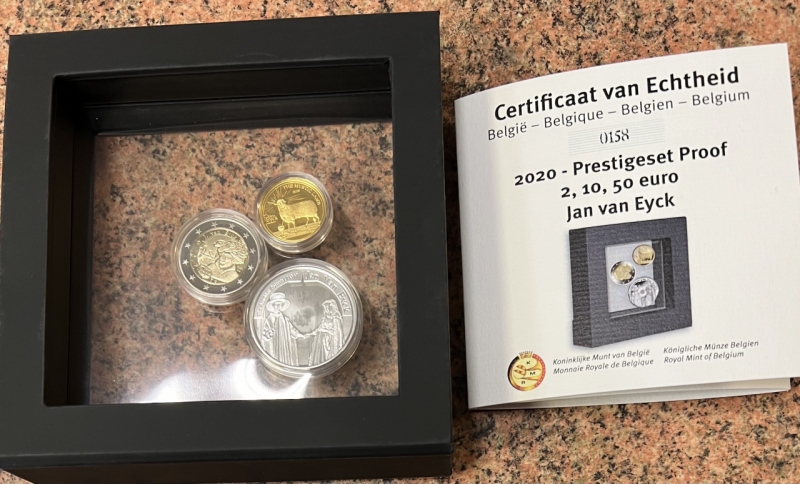 Certificaat van Echtheid
België – Belgique – Belgien – Belgium
0158
2020 - Prestigeset Proof
2, 10, 50 euro
Jan van Eyck
Koninklijke Munt van België
Monnaie Royale de Belgique
Königliche Münze Belgien
Royal Mint of Belgium